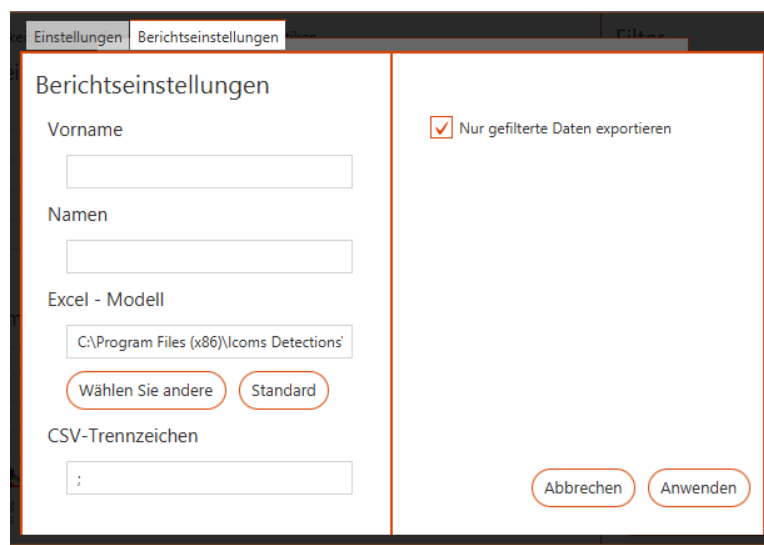 Einstellungen
Berichtseinstellungen
Filter
Berichtseinstellungen
Vorname
Nur gefilterte Daten exportieren
Namen
Excel - Modell
C:\Program Files (x86)\Icoms Detections
Wählen Sie andere
Standard
CSV-Trennzeichen
;
Abbrechen
Anwenden